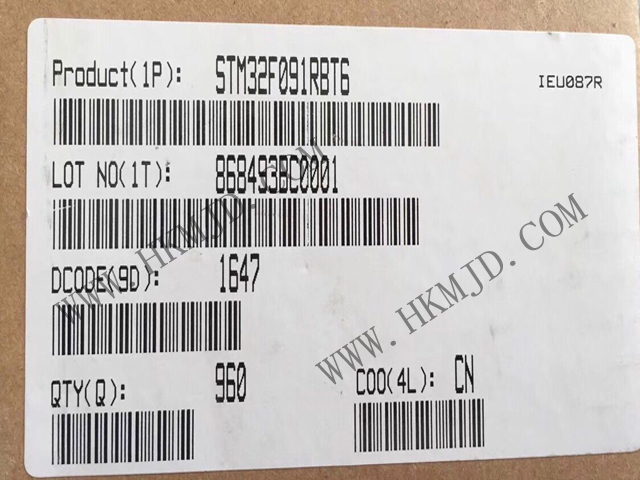 Product(1P): STM32F091RBT6
IEU087R
LOT NO(1T): 868493BC0001
DCODE(9D): 1647
QTY(Q): 960
COO(4L): CN
WWW.HKMJD.COM
WWW.HKMJD.COM